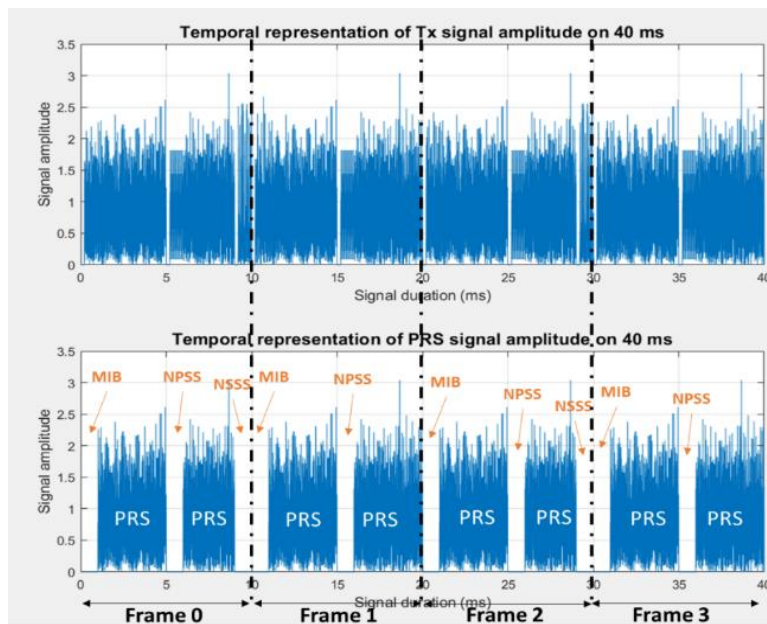 Temporal representation of Tx signal amplitude on 40 ms
3.5
3
2.5
2
1.5
1
0.5
0
Signal amplitude
0 5 10 15 20 25 30 35 40
Signal duration (ms)
Temporal representation of PRS signal amplitude on 40 ms
3.5
3
2.5
2
1.5
1
0.5
0
Signal amplitude
MIB NPSS NSSS MIB NPSS MIB NPSS NSSS MIB NPSS
PRS PRS PRS PRS PRS PRS PRS PRS
0 5 10 15 20 25 30 35 40
Signal duration (ms)
Frame 0 Frame 1 Frame 2 Frame 3